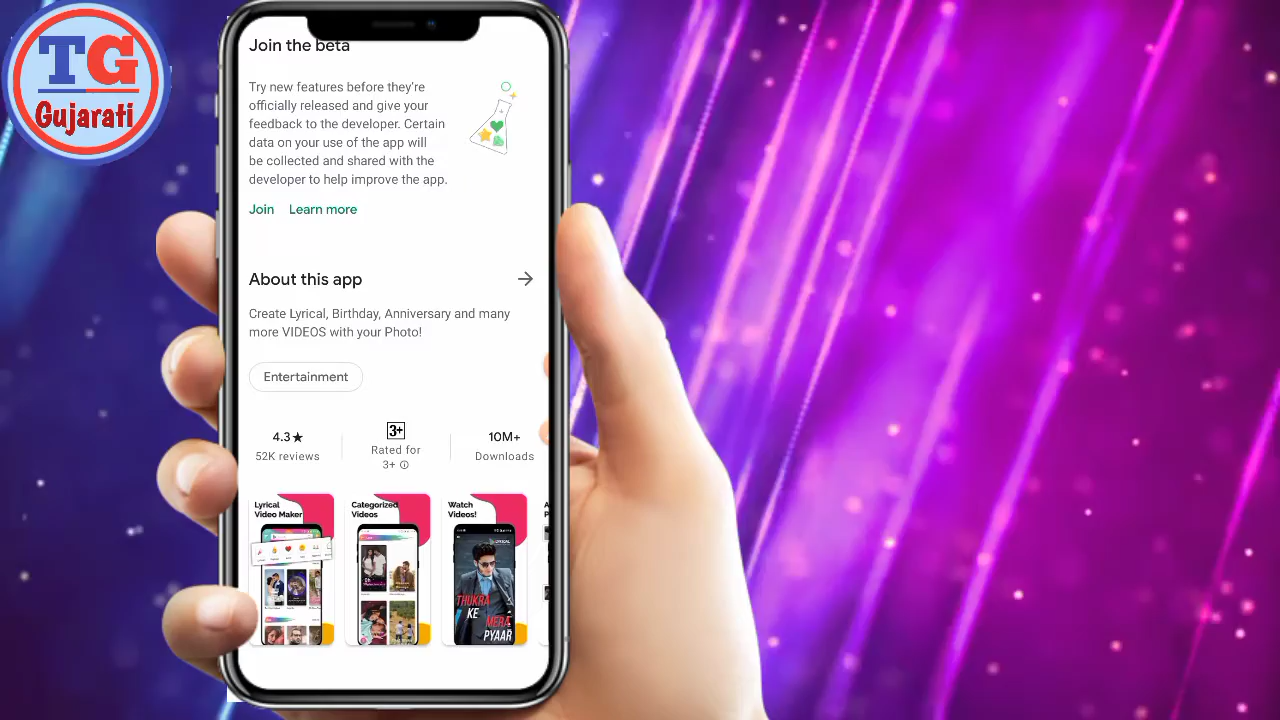 TG
Gujarati
Join the beta
Try new features before they're
officially released and give your
feedback to the developer. Certain
data on your use of the app will
be collected and shared with the
developer to help improve the app.
Join Learn more
About this app
Create Lyrical, Birthday, Anniversary and many
more VIDEOS with your Photo!
Entertainment
4.3★
52K reviews
3+
Rated for
3+
10M+
Downloads
Lyrical
Video Maker
Categorized
Videos
Watch
Videos!
THUKRA
KE
MERA
PYAAR